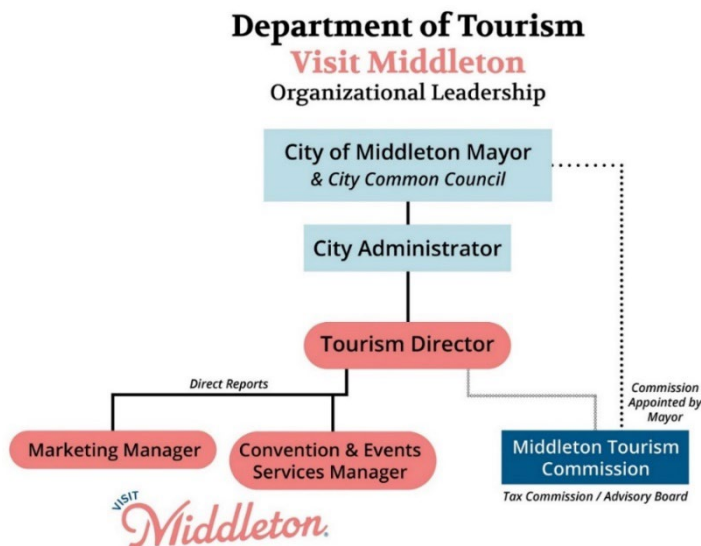 Department of Tourism
Visit Middleton
Organizational Leadership
City of Middleton Mayor
& City Common Council
City Administrator
Tourism Director
Direct Reports
Commission
Appointed by
Mayor
Marketing Manager
Convention & Events
Services Manager
Middleton Tourism
Commission
Tax Commission / Advisory Board
VISIT
Middleton®